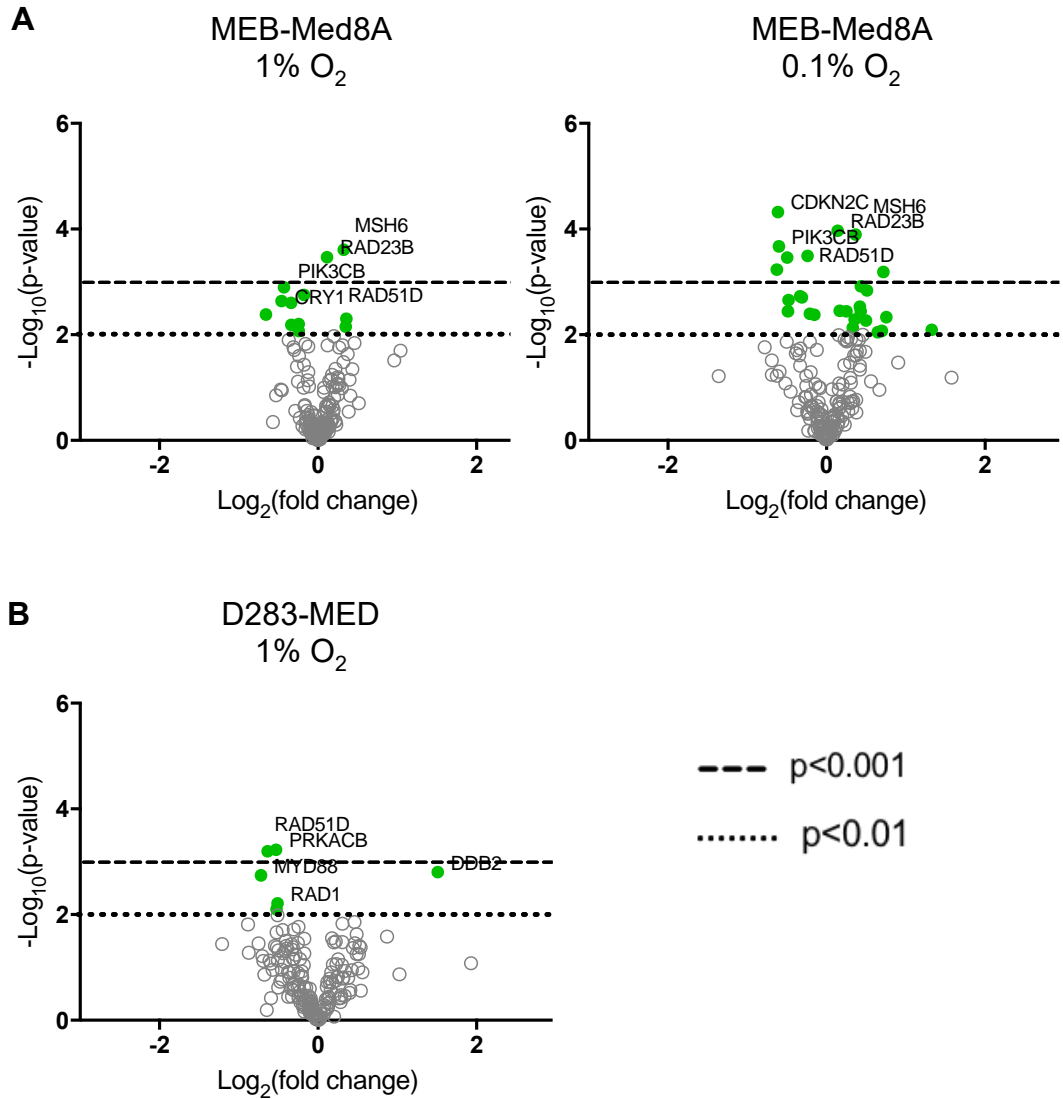 A
MEB-Med8A
1% O2
6
4
2
0
-Log10(p-value)
MSH6
RAD23B
PIK3CB
CRY1
RAD51D
-2
0
2
Log2(fold change)
MEB-Med8A
0.1% O2
6
4
2
0
-Log10(p-value)
CDKN2C
MSH6
RAD23B
PIK3CB
RAD51D
-2
0
2
Log2(fold change)
B
D283-MED
1% O2
6
4
2
0
-Log10(p-value)
RAD51D
PRKACB
MYD88
DDB2
RAD1
-2
0
2
Log2(fold change)
p<0.001
p<0.01